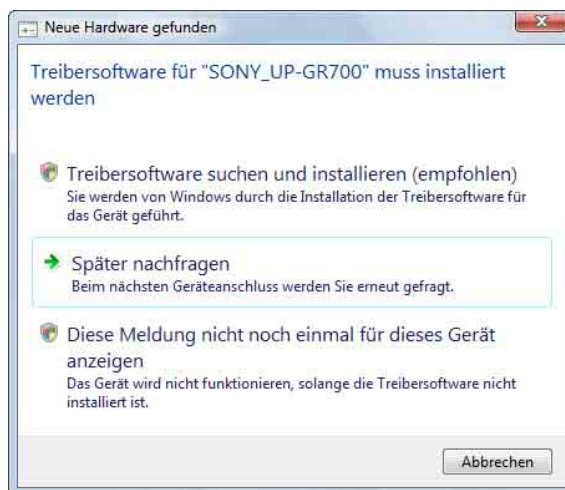 Neue Hardware gefunden
Treibersoftware für "SONY_UP-GR700" muss installiert
werden
Treibersoftware suchen und installieren (empfohlen)
Sie werden von Windows durch die Installation der Treibersoftware für
das Gerät geführt.
Später nachfragen
Beim nächsten Geräteanschluss werden Sie erneut gefragt.
Diese Meldung nicht noch einmal für dieses Gerät
anzeigen
Das Gerät wird nicht funktionieren, solange die Treibersoftware nicht
installiert ist.
Abbrechen